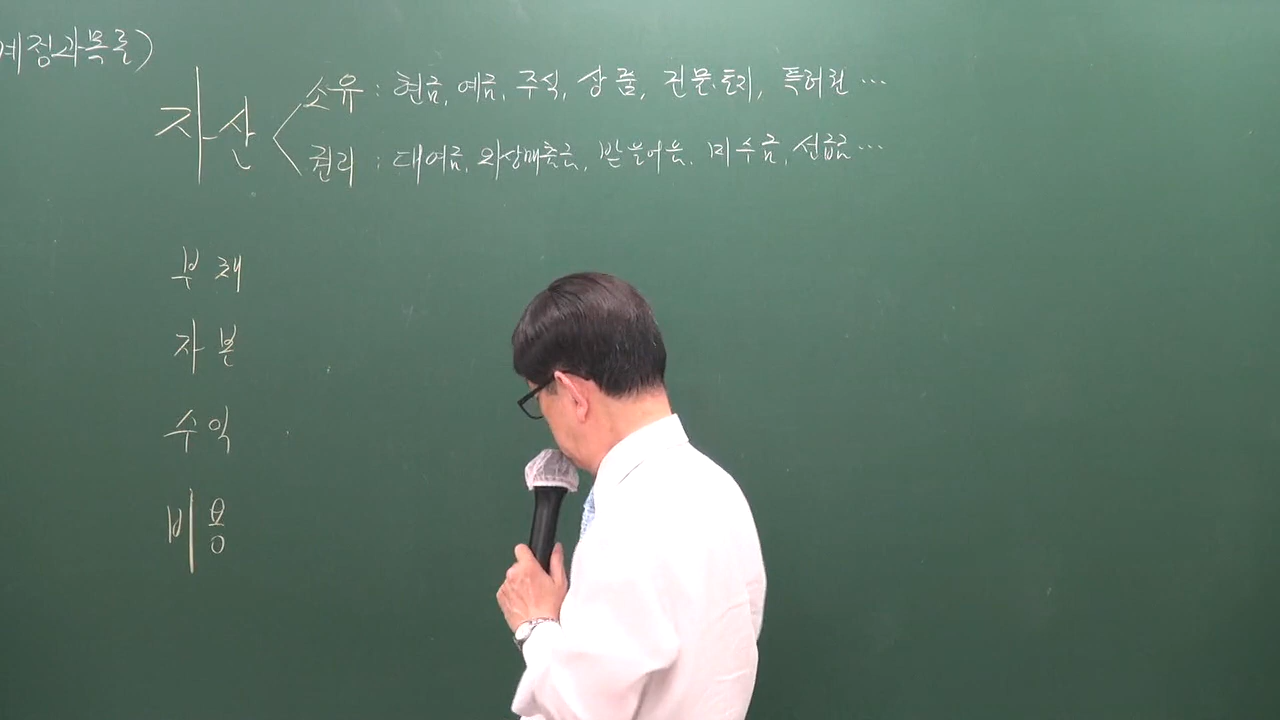 계정과목론)
자산
소유 : 현금, 예금, 주식, 상품, 건물·토지, 특허권 …
권리 : 대여금, 외상매출금, 받을어음, 미수금, 선급금 …
부채
자본
수익
비용